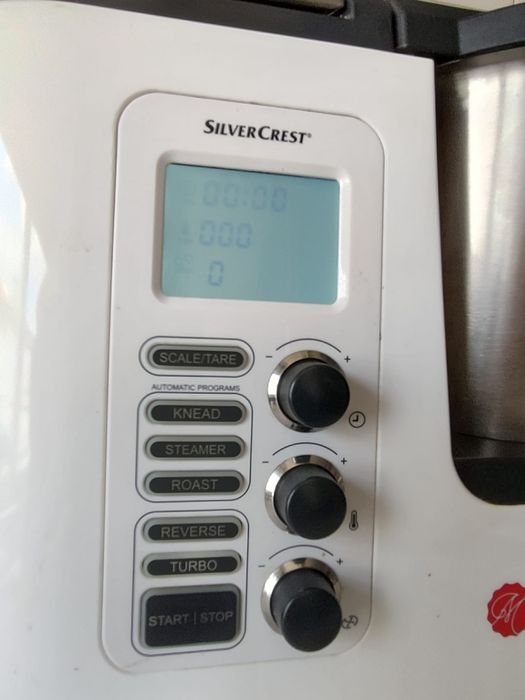 SILVERCREST®
00:00
000
0
SCALE/TARE
AUTOMATIC PROGRAMS
KNEAD
STEAMER
ROAST
REVERSE
TURBO
START | STOP
- +
- +
- +
M